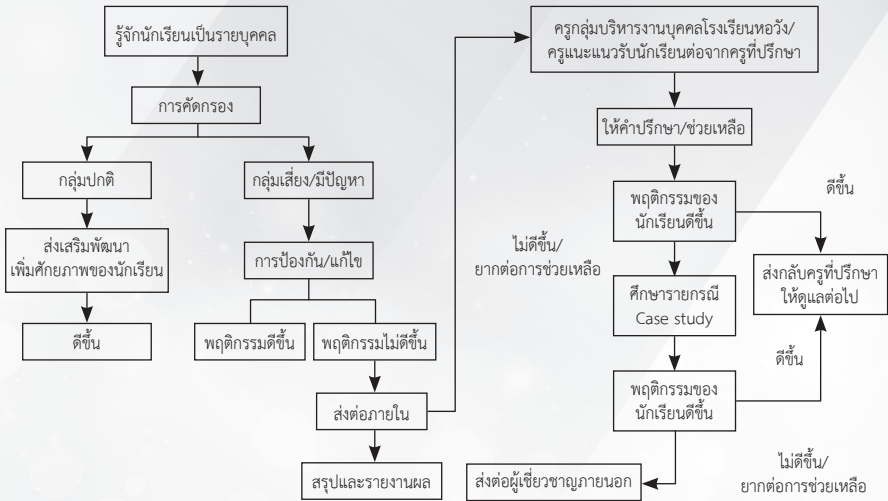 รู้จักนักเรียนเป็นรายบุคคล
การคัดกรอง
กลุ่มปกติ
กลุ่มเสี่ยง/มีปัญหา
ส่งเสริมพัฒนา
เพิ่มศักยภาพของนักเรียน
การป้องกัน/แก้ไข
ดีขึ้น
พฤติกรรมดีขึ้น
พฤติกรรมไม่ดีขึ้น
ส่งต่อภายใน
สรุปและรายงานผล
ครูกลุ่มบริหารงานบุคคลโรงเรียนหอวัง/
ครูแนะแนวรับนักเรียนต่อจากครูที่ปรึกษา
ให้คำปรึกษา/ช่วยเหลือ
พฤติกรรมของ
นักเรียนดีขึ้น
ดีขึ้น
ไม่ดีขึ้น/
ยากต่อการช่วยเหลือ
ส่งกลับครูที่ปรึกษา
ให้ดูแลต่อไป
ศึกษารายกรณี
Case study
ดีขึ้น
พฤติกรรมของ
นักเรียนดีขึ้น
ส่งต่อผู้เชี่ยวชาญภายนอก
ไม่ดีขึ้น/
ยากต่อการช่วยเหลือ